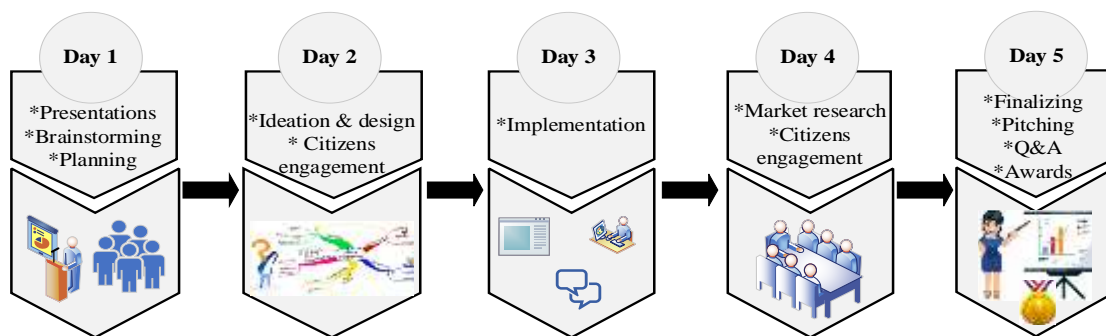 Day 1
*Presentations
*Brainstorming
*Planning
Day 2
*Ideation & design
* Citizens
engagement
Day 3
*Implementation
Day 4
*Market research
*Citizens
engagement
Day 5
*Finalizing
*Pitching
*Q&A
*Awards